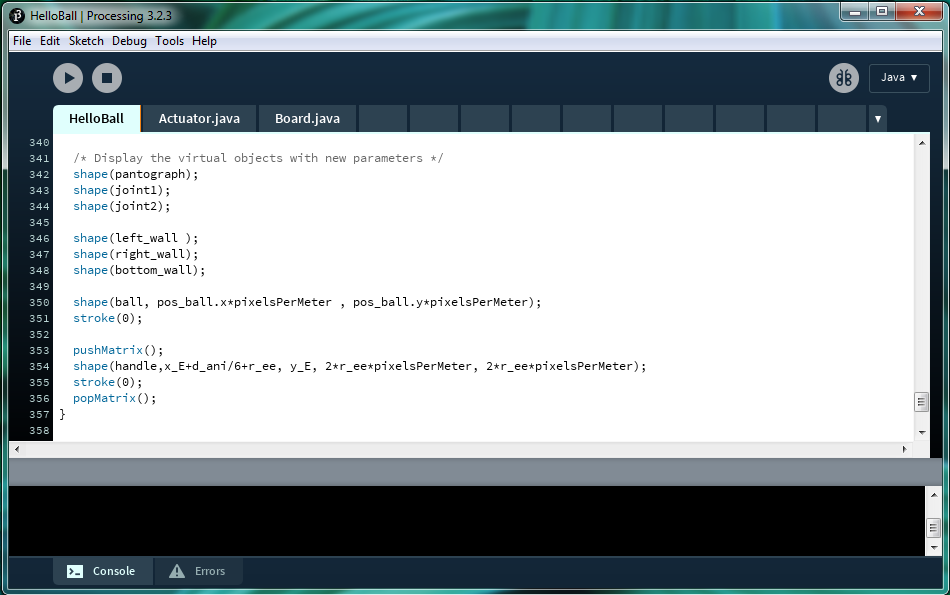 HelloBall | Processing 3.2.3
File Edit Sketch Debug Tools Help
Java ▼
HelloBall Actuator.java Board.java ▼
340
341 /* Display the virtual objects with new parameters */
342 shape(pantograph);
343 shape(joint1);
344 shape(joint2);
345
346 shape(left_wall );
347 shape(right_wall);
348 shape(bottom_wall);
349
350 shape(ball, pos_ball.x*pixelsPerMeter , pos_ball.y*pixelsPerMeter);
351 stroke(0);
352
353 pushMatrix();
354 shape(handle,x_E+d_ani/6+r_ee, y_E, 2*r_ee*pixelsPerMeter, 2*r_ee*pixelsPerMeter);
355 stroke(0);
356 popMatrix();
357 }
358
Console Errors